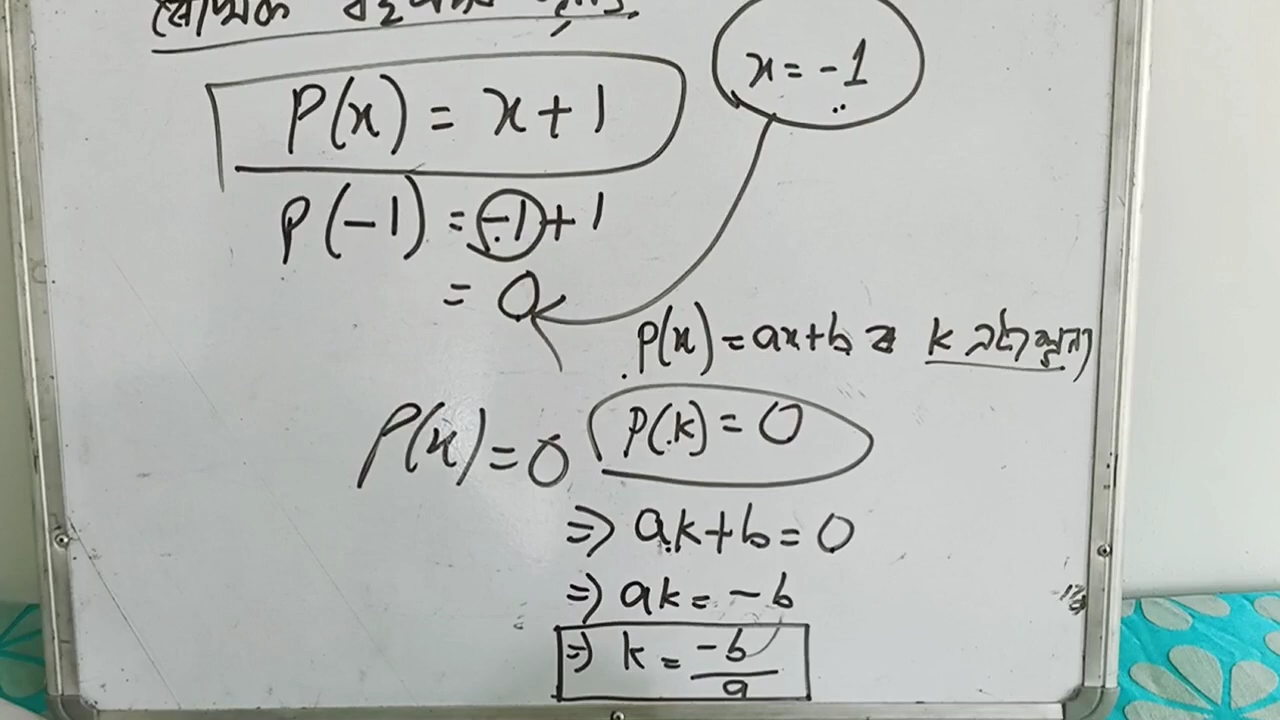 x = -1
P(x) = x + 1
P(-1) = -1 + 1
= 0
P(x) = ax + b ≥ k
P(x) = 0 P(k) = 0
⇒ ak + b = 0
⇒ ak = -b
⇒ k = -b/a